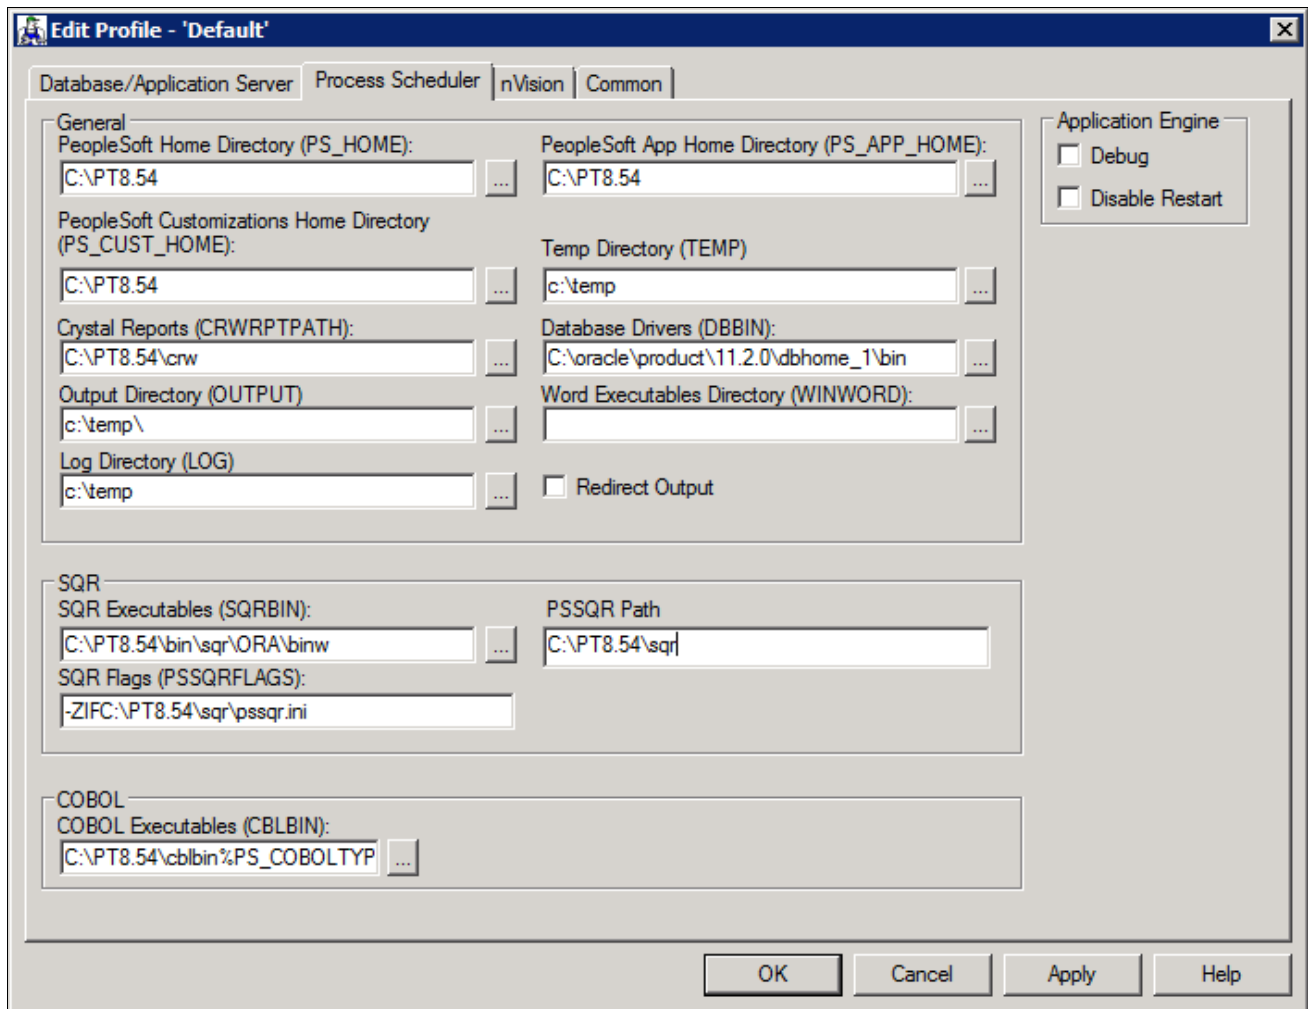 Edit Profile - 'Default'
Database/Application Server
Process Scheduler
nVision
Common
General
PeopleSoft Home Directory (PS_HOME):
PeopleSoft App Home Directory (PS_APP_HOME):
C:\PT8.54
...
C:\PT8.54
...
PeopleSoft Customizations Home Directory
(PS_CUST_HOME):
Temp Directory (TEMP)
C:\PT8.54
...
c:\temp
...
Crystal Reports (CRWRPTPATH):
Database Drivers (DBBIN):
C:\PT8.54\crw
...
C:\oracle\product\11.2.0\dbhome_1\bin
...
Output Directory (OUTPUT)
Word Executables Directory (WINWORD):
c:\temp\
...
...
Log Directory (LOG)
c:\temp
...
Redirect Output
Application Engine
Debug
Disable Restart
SQR
SQR Executables (SQRBIN):
PSSQR Path
C:\PT8.54\bin\sqr\ORA\binw
...
C:\PT8.54\sqr
SQR Flags (PSSQRFLAGS):
-ZIFC:\PT8.54\sqr\pssqr.ini
COBOL
COBOL Executables (CBLBIN):
C:\PT8.54\cblbin%PS_COBOLTYP
...
OK
Cancel
Apply
Help